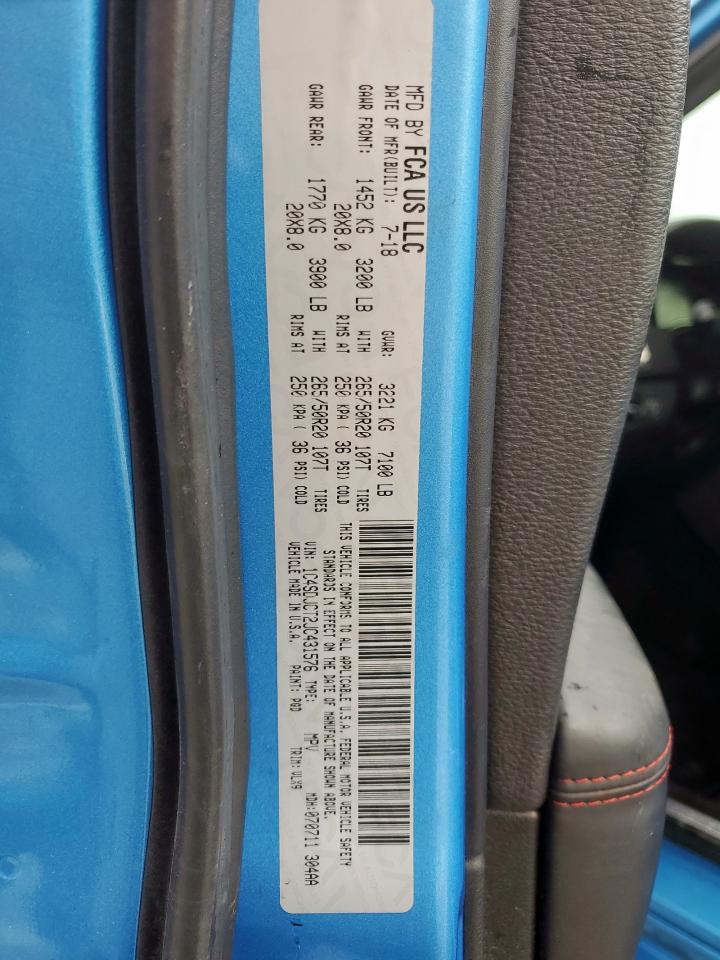 MFD BY FCA US LLC
DATE OF MFR(BUILT): 7-18 GVWR: 3221 KG 7100 LB
GAWR FRONT: 1452 KG 3200 LB WITH 265/50R20 107T TIRES
20X8.0 RIMS AT 250 KPA ( 36 PSI) COLD
GAWR REAR: 1770 KG 3900 LB WITH 265/50R20 107T TIRES
20X8.0 RIMS AT 250 KPA ( 36 PSI) COLD
THIS VEHICLE CONFORMS TO ALL APPLICABLE U.S.A. FEDERAL MOTOR VEHICLE SAFETY
STANDARDS IN EFFECT ON THE DATE OF MANUFACTURE SHOWN ABOVE.
VIN: 1C4SDJCT2JC431576 TYPE: MPV MDH:070711 304AA
VEHICLE MADE IN U.S.A. PAINT: PQD TRIM:VLX9